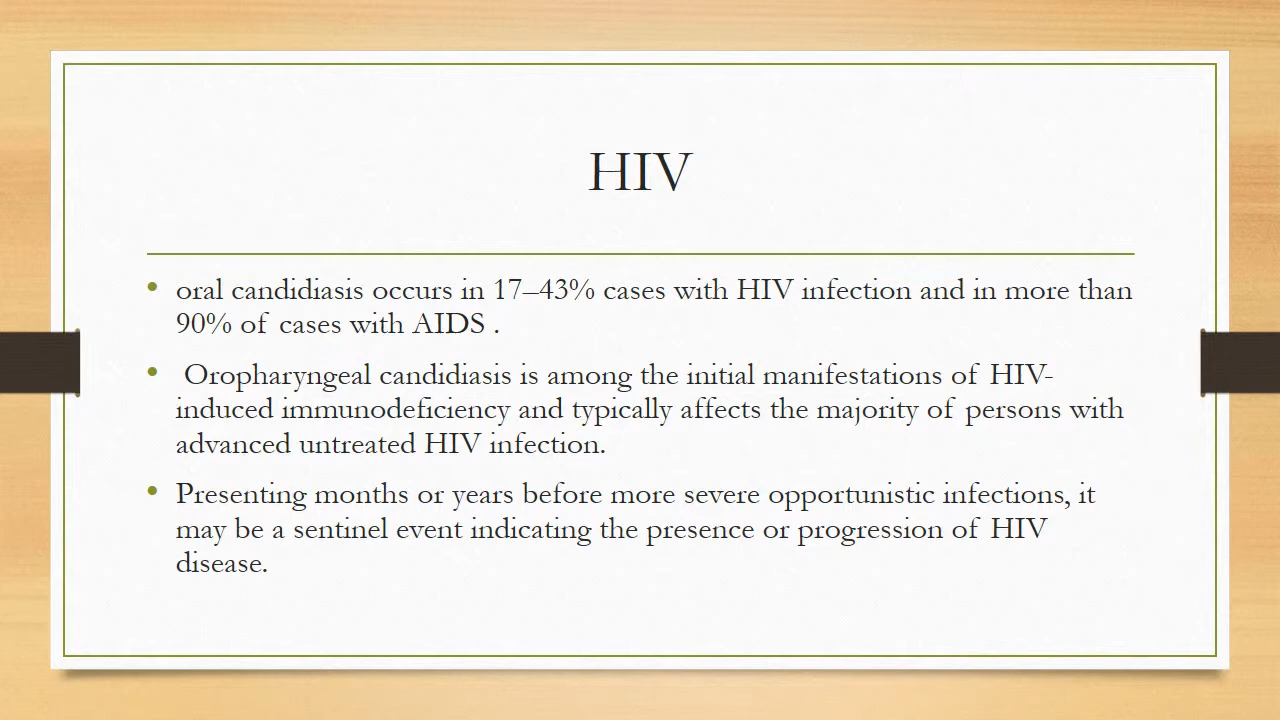 HIV
• oral candidiasis occurs in 17–43% cases with HIV infection and in more than
90% of cases with AIDS .
• Oropharyngeal candidiasis is among the initial manifestations of HIV-
induced immunodeficiency and typically affects the majority of persons with
advanced untreated HIV infection.
• Presenting months or years before more severe opportunistic infections, it
may be a sentinel event indicating the presence or progression of HIV
disease.